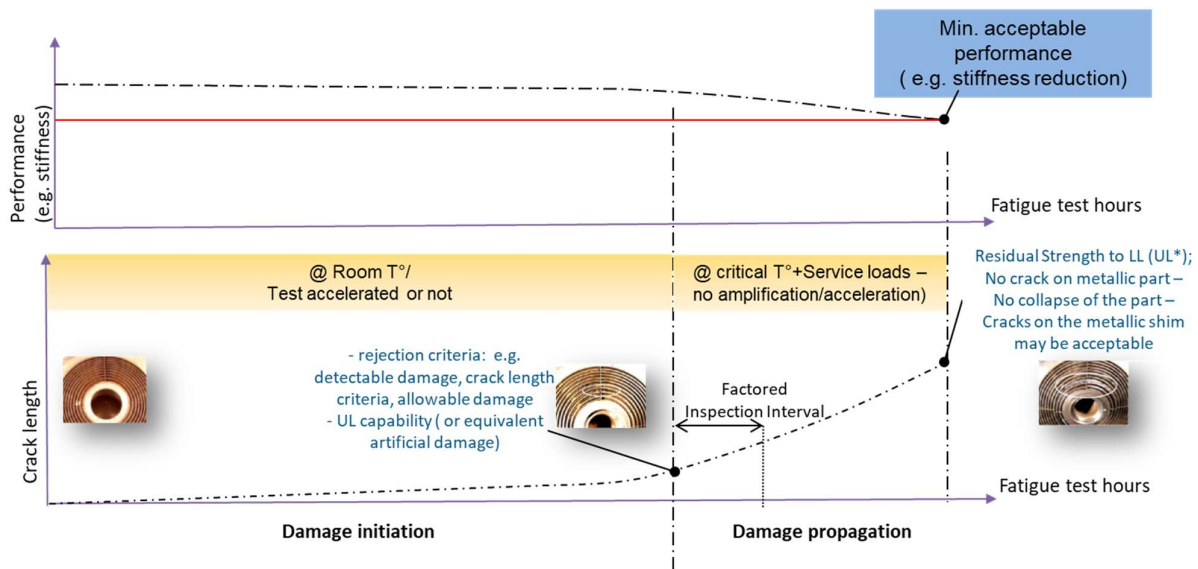 Min. acceptable
performance
( e.g. stiffness reduction)
Performance
(e.g. stiffness)
Fatigue test hours
@ Room T°/
Test accelerated or not
@ critical T°+Service loads –
no amplification/acceleration)
Residual Strength to LL (UL*);
No crack on metallic part –
No collapse of the part –
Cracks on the metallic shim
may be acceptable
- rejection criteria: e.g.
detectable damage, crack length
criteria, allowable damage
- UL capability ( or equivalent
artificial damage)
Factored
Inspection Interval
Crack length
Fatigue test hours
Damage initiation
Damage propagation